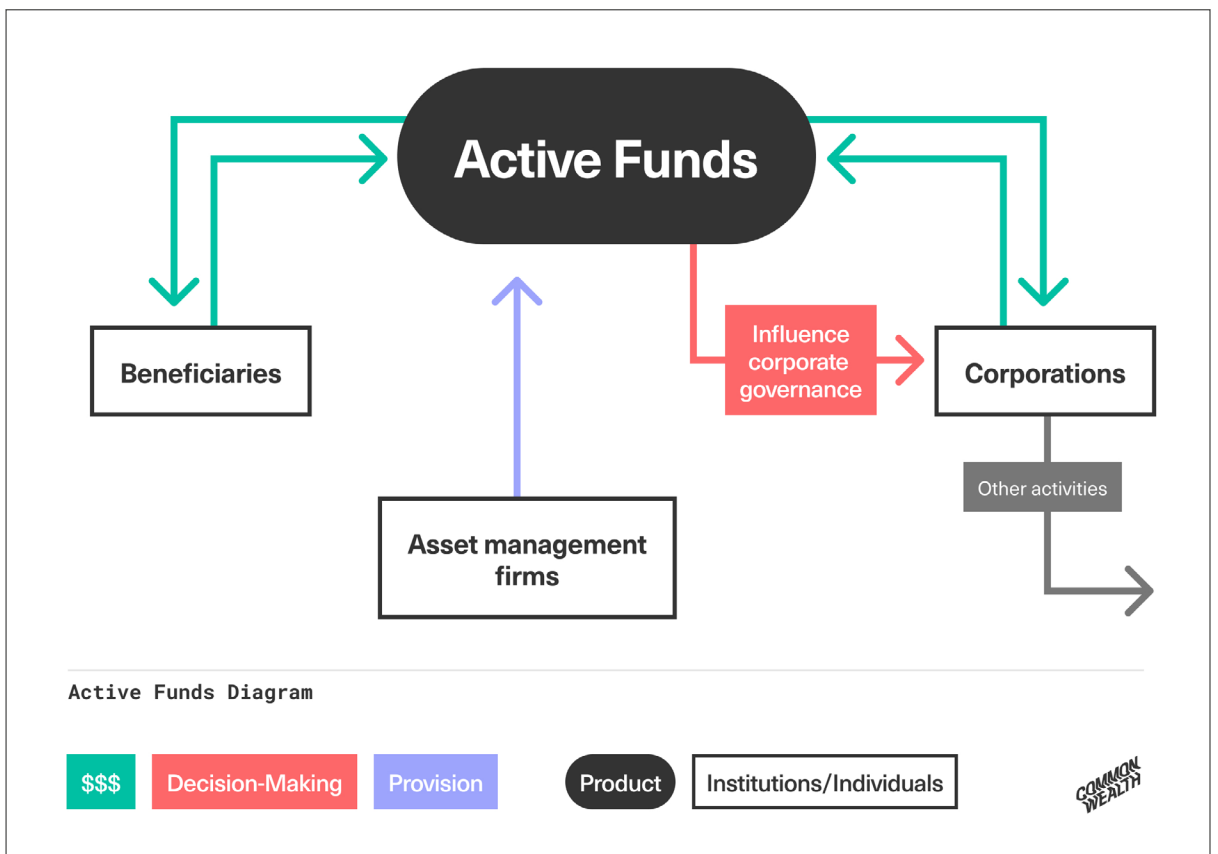 Active Funds
Beneficiaries
Influence
corporate
governance
Corporations
Other activities
Asset management
firms
Active Funds Diagram
$$$
Decision-Making
Provision
Product
Institutions/Individuals
COMMON
WEALTH